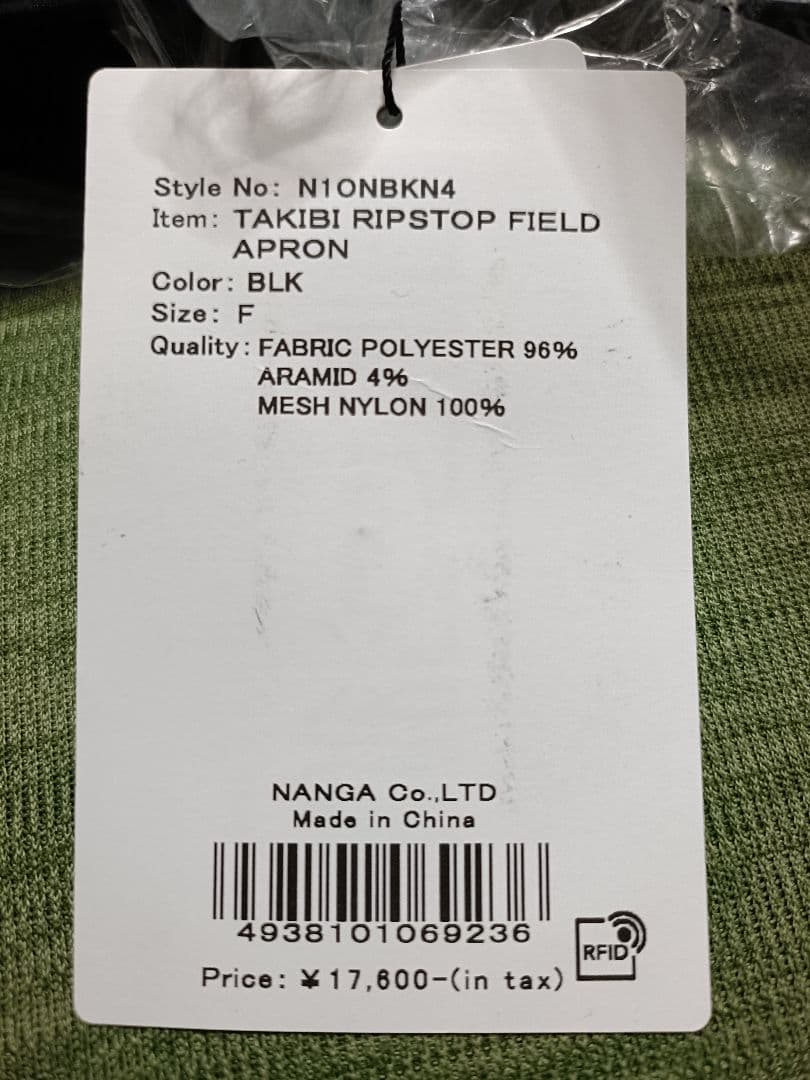 Style No: N1ONBKN4
Item: TAKIBI RIPSTOP FIELD
APRON
Color: BLK
Size: F
Quality: FABRIC POLYESTER 96%
ARAMID 4%
MESH NYLON 100%
NANGA Co.,LTD
Made in China
4938101069236
RFID
Price: ¥17,600-(in tax)